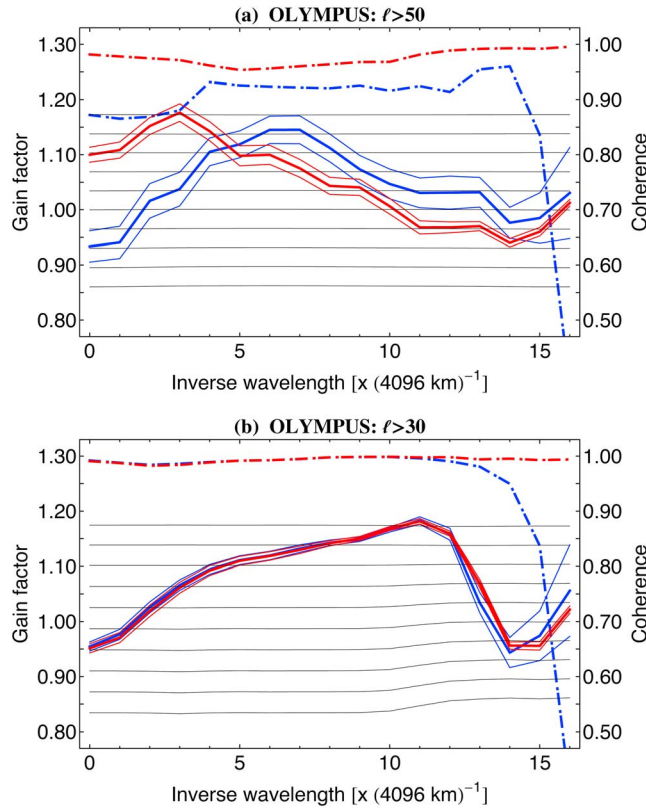 (a) OLYMPUS: ℓ>50
1.30
1.20
1.10
1.00
0.90
0.80
Gain factor
1.00
0.90
0.80
0.70
0.60
0.50
Coherence
0 5 10 15
Inverse wavelength [x (4096 km)⁻¹]
(b) OLYMPUS: ℓ>30
1.30
1.20
1.10
1.00
0.90
0.80
Gain factor
1.00
0.90
0.80
0.70
0.60
0.50
Coherence
0 5 10 15
Inverse wavelength [x (4096 km)⁻¹]